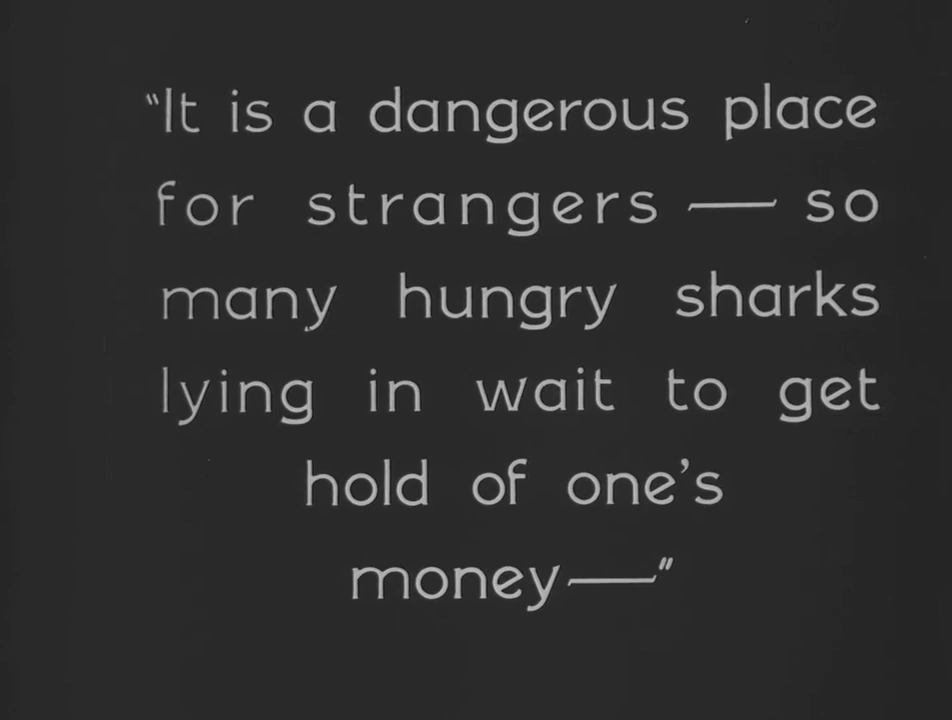 "It is a dangerous place
for strangers — so
many hungry sharks
lying in wait to get
hold of one's
money—"